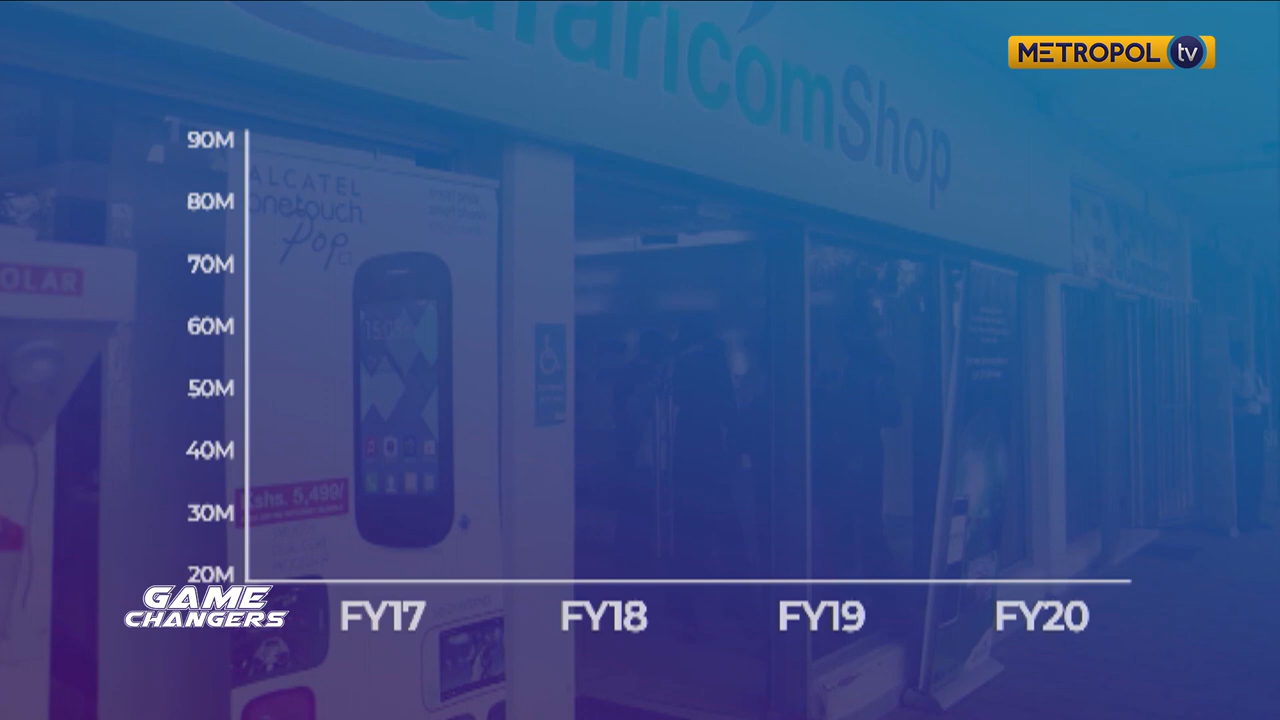 METROPOL tv
araricomShop
90M
80M
70M
60M
50M
40M
30M
20M
ALCATEL
onetouch
pop
OLAR
Kshs. 5,499/
GAME
CHANGERS
FY17
FY18
FY19
FY20